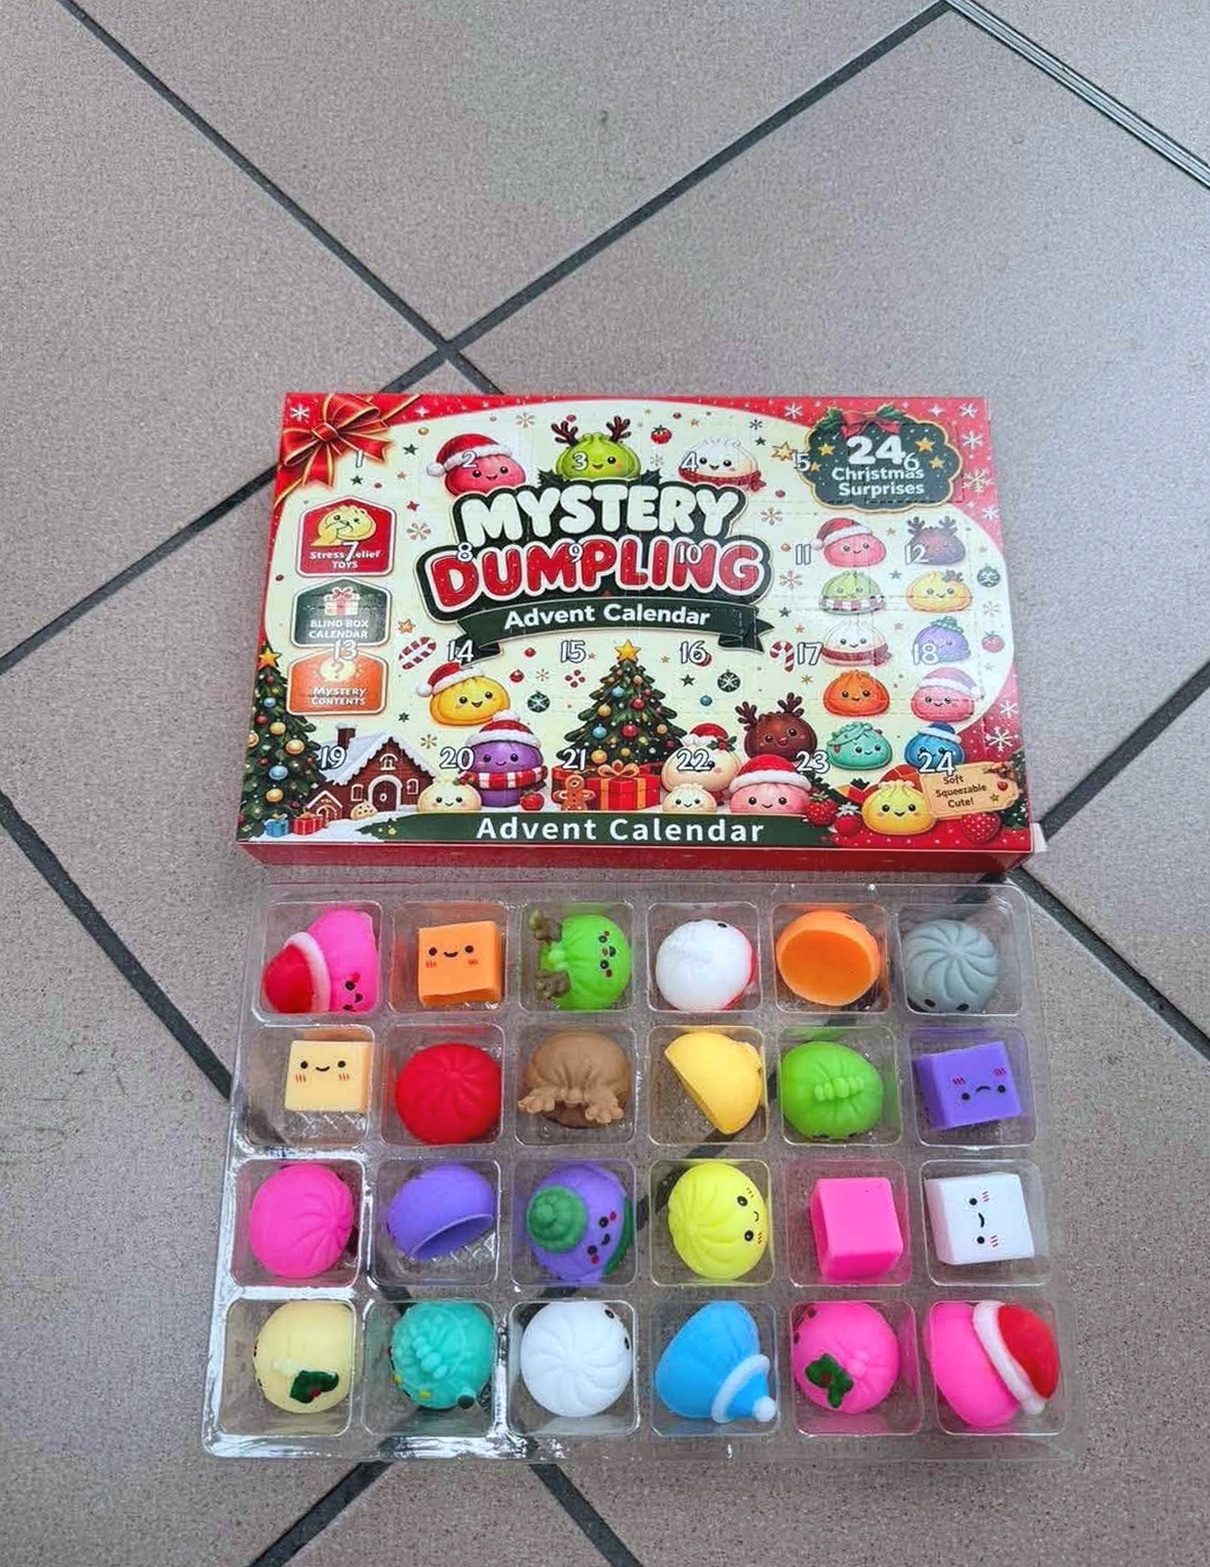 1 2 3 4 5 6
24
Christmas
Surprises
MYSTERY
DUMPLING
Advent Calendar
Stress Relief
TOYS
7 8 9 10 11 12
BLIND BOX
CALENDAR
13 14 15 16 17 18
MYSTERY
CONTENTS
19 20 21 22 23 24
Soft
Squeezable
Cute!
Advent Calendar